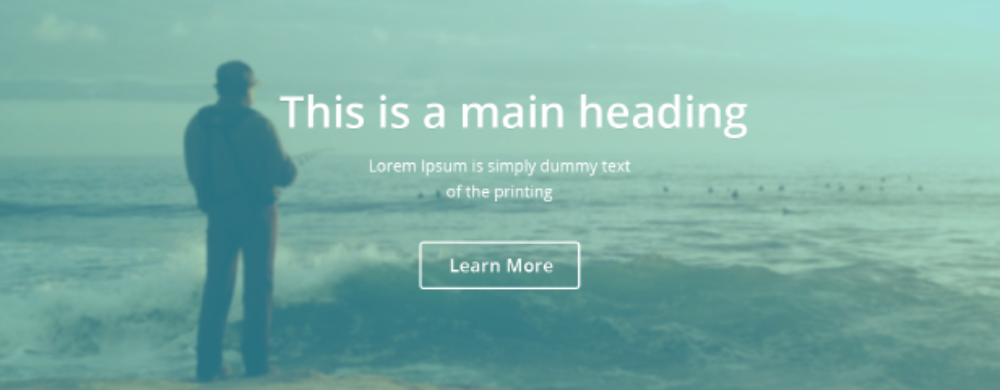 This is a main heading
Lorem Ipsum is simply dummy text
of the printing
Learn More